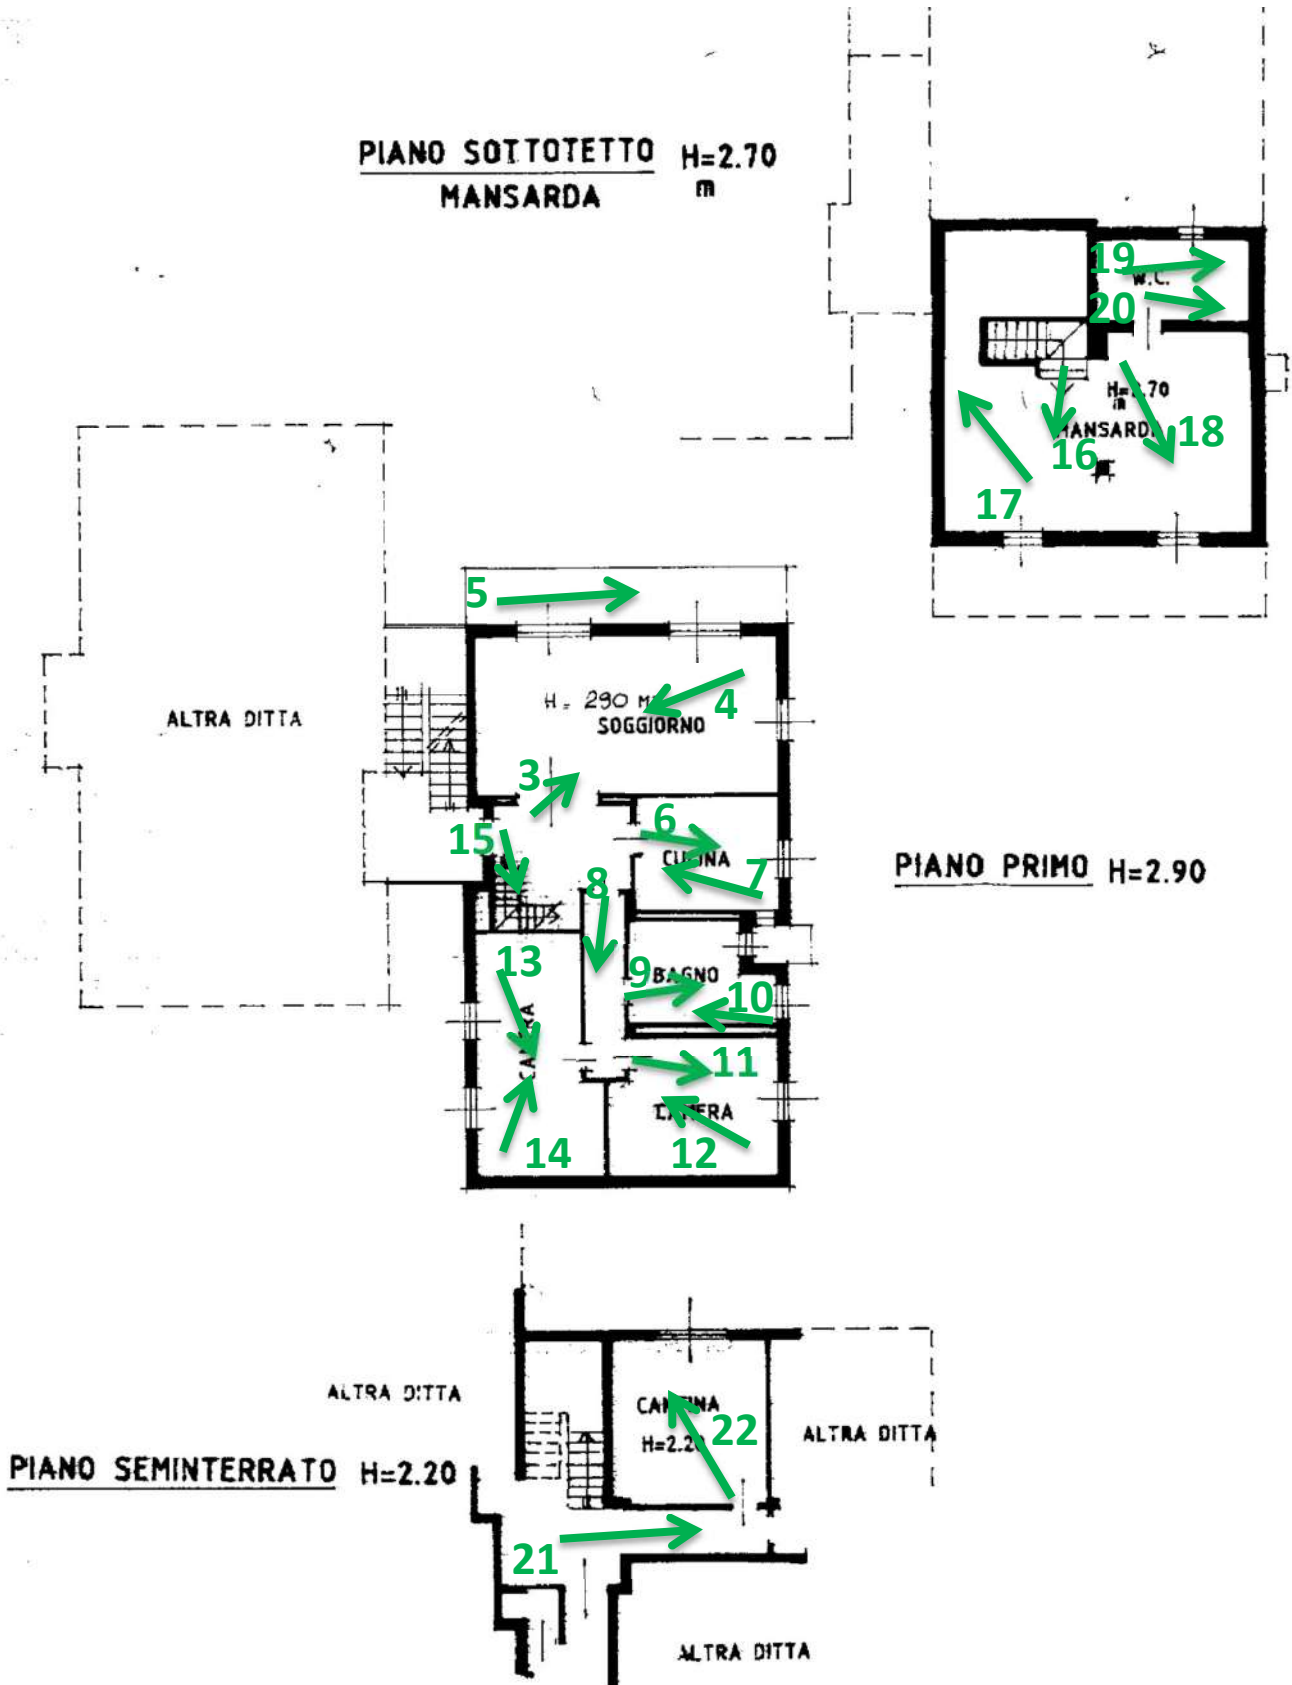 PIANO SOTTOTETTO H=2.70
m
MANSARDA
19
W.C.
20
H=2.70
m
MANSARDA
18
16
17
5
H= 290 M
SOGGIORNO
4
ALTRA DITTA
3
15
6
CUCINA
7
8
PIANO PRIMO H=2.90
13
9
BAGNO
10
CAMERA
11
CAMERA
14
12
ALTRA DITTA
CANTINA
22
H=2.20
ALTRA DITTA
PIANO SEMINTERRATO H=2.20
21
ALTRA DITTA